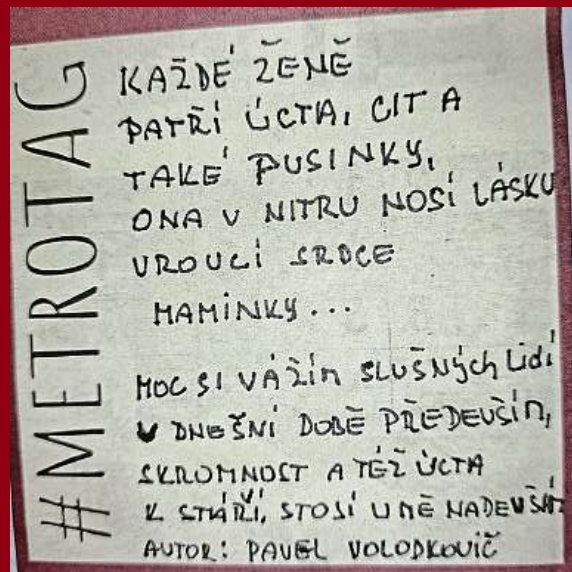 #METROTAG
KAŽDÉ ŽENĚ
PATŘÍ ÚCTA, CIT A
TAKÉ PUSINKY,
ONA V NITRU NOSÍ LÁSKU
VROUCÍ SRDCE
MAMINKY...
MOC SI VÁŽÍM SLUŠNÝCH LIDÍ
V DNEŠNÍ DOBĚ PŘEDEVŠÍM,
SKROMNOST A TÉŽ ÚCTA
K STÁŘÍ, STOJÍ U MĚ NADEVŠÍM
AUTOR: PAVEL VOLODKOVIČ